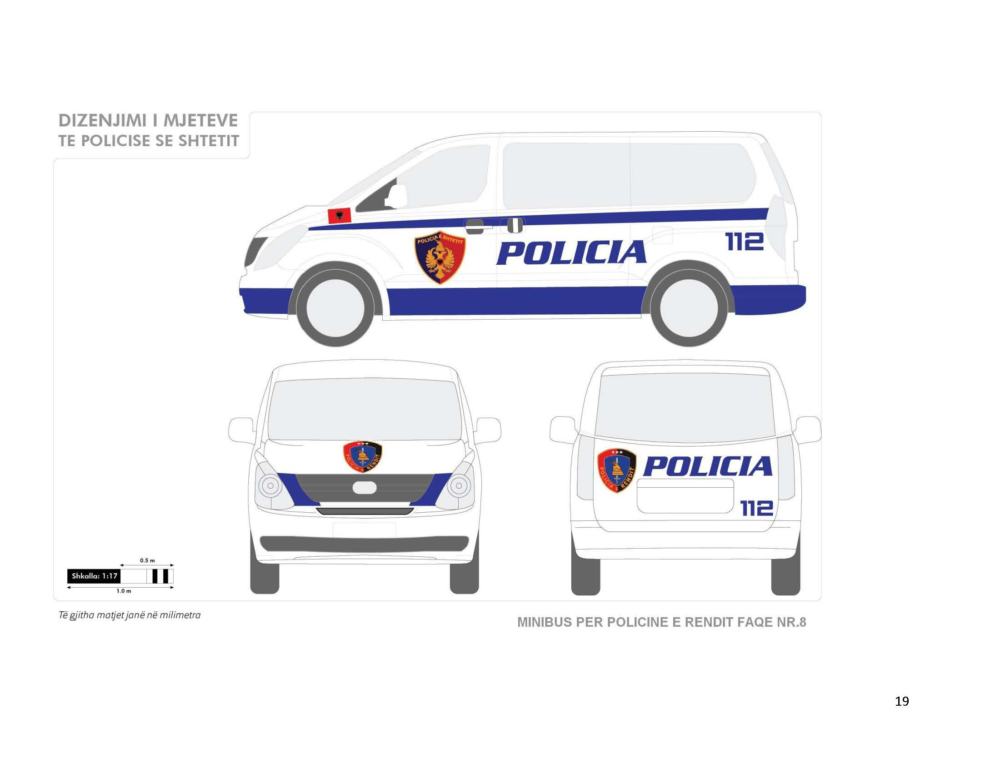 DIZENJIMI I MJETEVE
TE POLICISE SE SHTETIT
POLICIA E SHTETIT
POLICIA
112
POLICIA E RENDIT
POLICIA E RENDIT
POLICIA
112
0.5 m
Shkalla: 1:17
1.0 m
Të gjitha matjet janë në milimetra
MINIBUS PER POLICINE E RENDIT FAQE NR.8
19